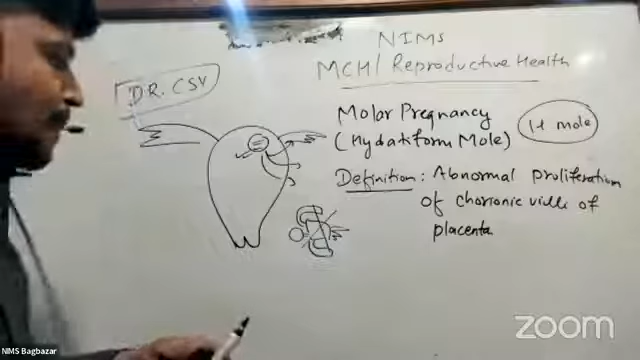 NIMS
MCH/ Reproductive Health
DR. CSV
Molar Pregnancy
(Hydatiform Mole)
H mole
Definition: Abnormal proliferation
of chorionic villi of
placenta
zoom
NIMS Bagbazar